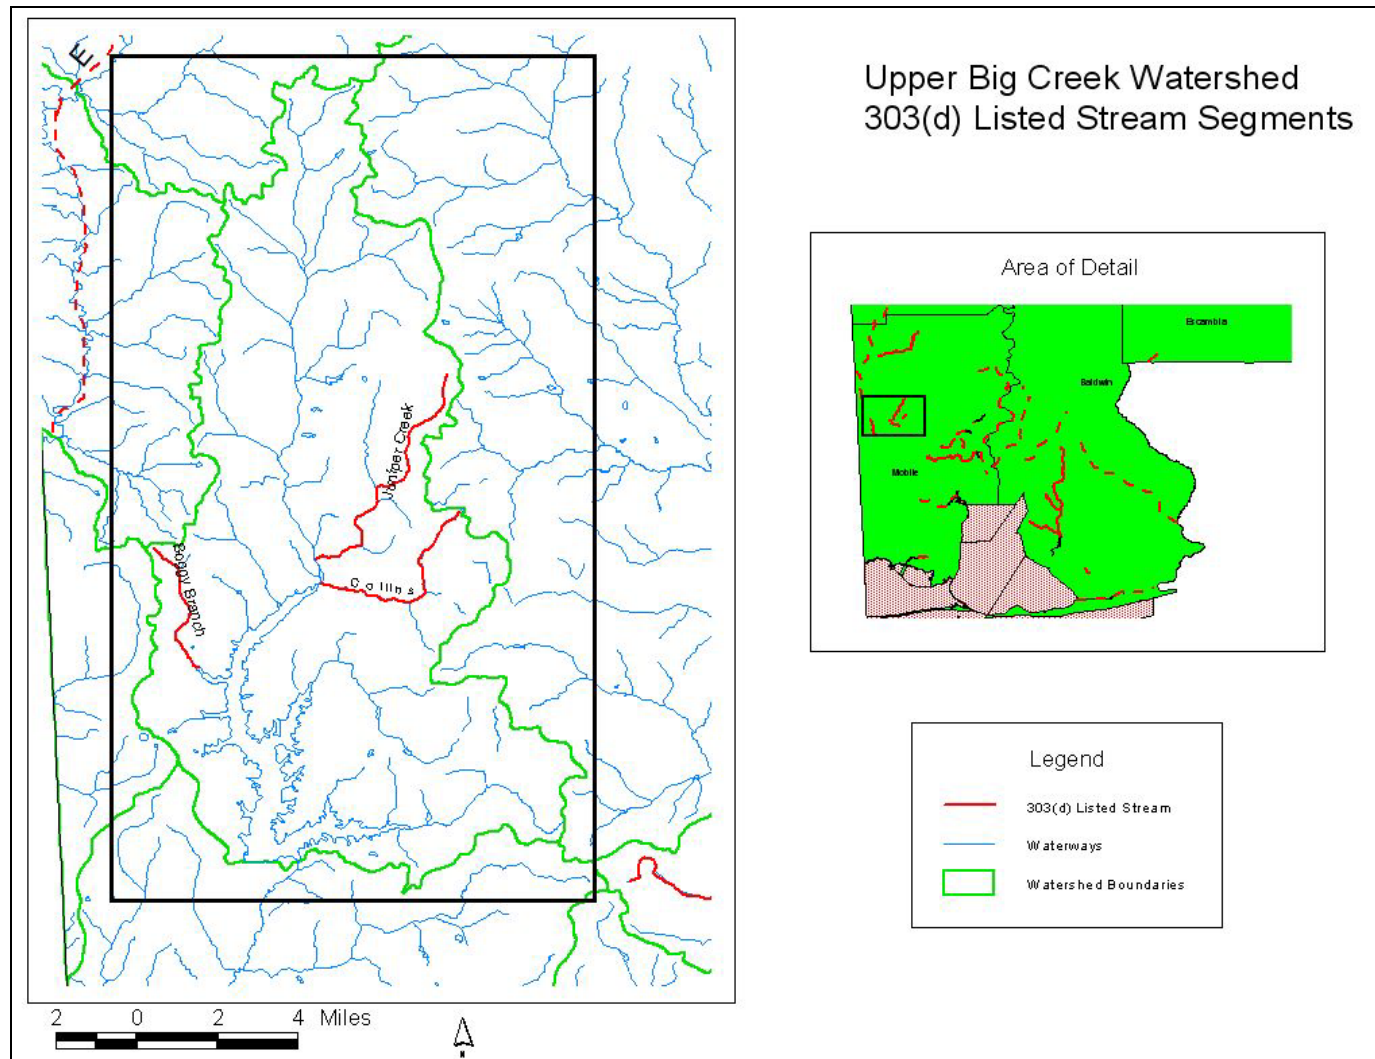 Upper Big Creek Watershed
303(d) Listed Stream Segments
E
Juniper Creek
Collins
Boggy Branch
Area of Detail
Escambia
Baldwin
Mobile
Legend
303(d) Listed Stream
Waterways
Watershed Boundaries
2 0 2 4 Miles
N